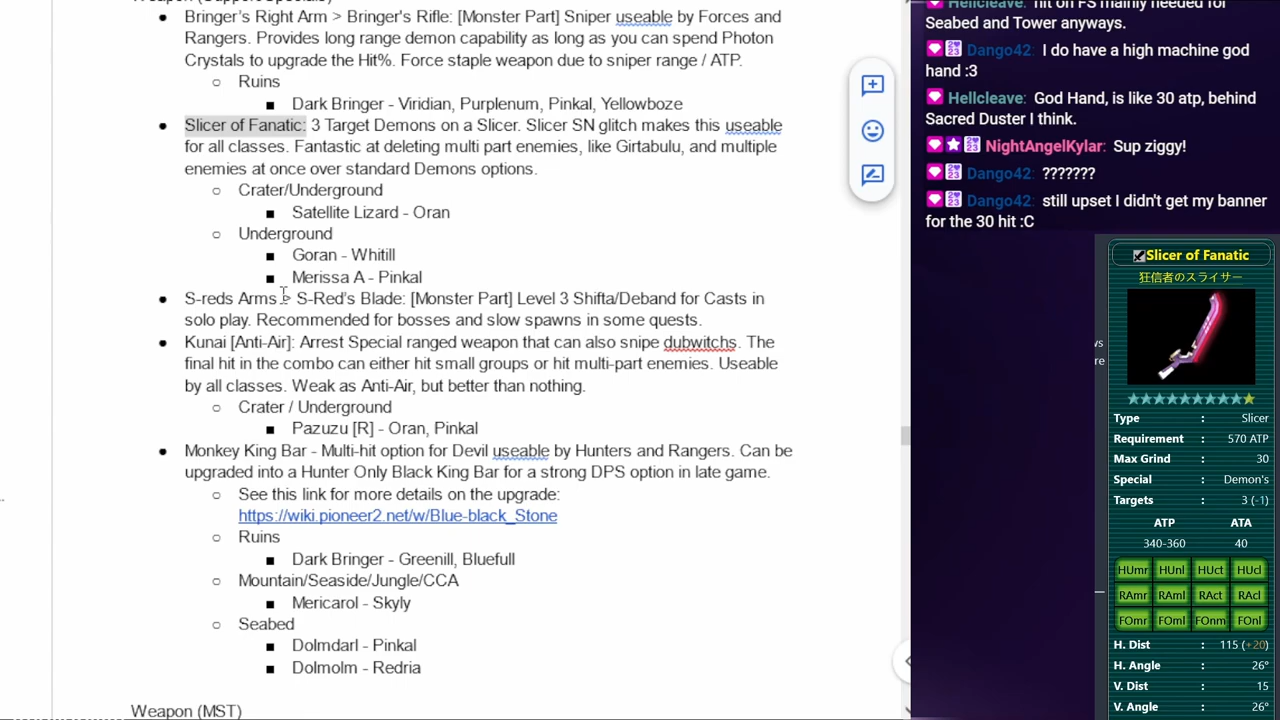 Bringer's Right Arm > Bringer's Rifle: [Monster Part] Sniper useable by Forces and
Rangers. Provides long range demon capability as long as you can spend Photon
Crystals to upgrade the Hit%. Force staple weapon due to sniper range / ATP.
Ruins
Dark Bringer - Viridian, Purplenum, Pinkal, Yellowboze
Slicer of Fanatic: 3 Target Demons on a Slicer. Slicer SN glitch makes this useable
for all classes. Fantastic at deleting multi part enemies, like Girtabulu, and multiple
enemies at once over standard Demons options.
Crater/Underground
Satellite Lizard - Oran
Underground
Goran - Whitill
Merissa A - Pinkal
S-reds Arms > S-Red's Blade: [Monster Part] Level 3 Shifta/Deband for Casts in
solo play. Recommended for bosses and slow spawns in some quests.
Kunai [Anti-Air]: Arrest Special ranged weapon that can also snipe dubwitchs. The
final hit in the combo can either hit small groups or hit multi-part enemies. Useable
by all classes. Weak as Anti-Air, but better than nothing.
Crater / Underground
Pazuzu [R] - Oran, Pinkal
Monkey King Bar - Multi-hit option for Devil useable by Hunters and Rangers. Can be
upgraded into a Hunter Only Black King Bar for a strong DPS option in late game.
See this link for more details on the upgrade:
https://wiki.pioneer2.net/w/Blue-black_Stone
Ruins
Dark Bringer - Greenill, Bluefull
Mountain/Seaside/Jungle/CCA
Mericarol - Skyly
Seabed
Dolmdarl - Pinkal
Dolmolm - Redria
Weapon (MST)
Seabed and Tower anyways.
Dango42: I do have a high machine god
hand :3
Hellcleave: God Hand, is like 30 atp, behind
Sacred Duster I think.
NightAngelKylar: Sup ziggy!
Dango42: ???????
Dango42: still upset I didn't get my banner
for the 30 hit :C
Slicer of Fanatic
狂信者のスライサー
Type : Slicer
Requirement : 570 ATP
Max Grind : 30
Special : Demon's
Targets : 3 (-1)
ATP ATA
340-360 40
HUmr HUnl HUct HUcl
RAmr RAml RAct RAcl
FOmr FOml FOnm FOnl
H. Dist : 115 (+20)
H. Angle : 26°
V. Dist : 15
V. Angle : 26°